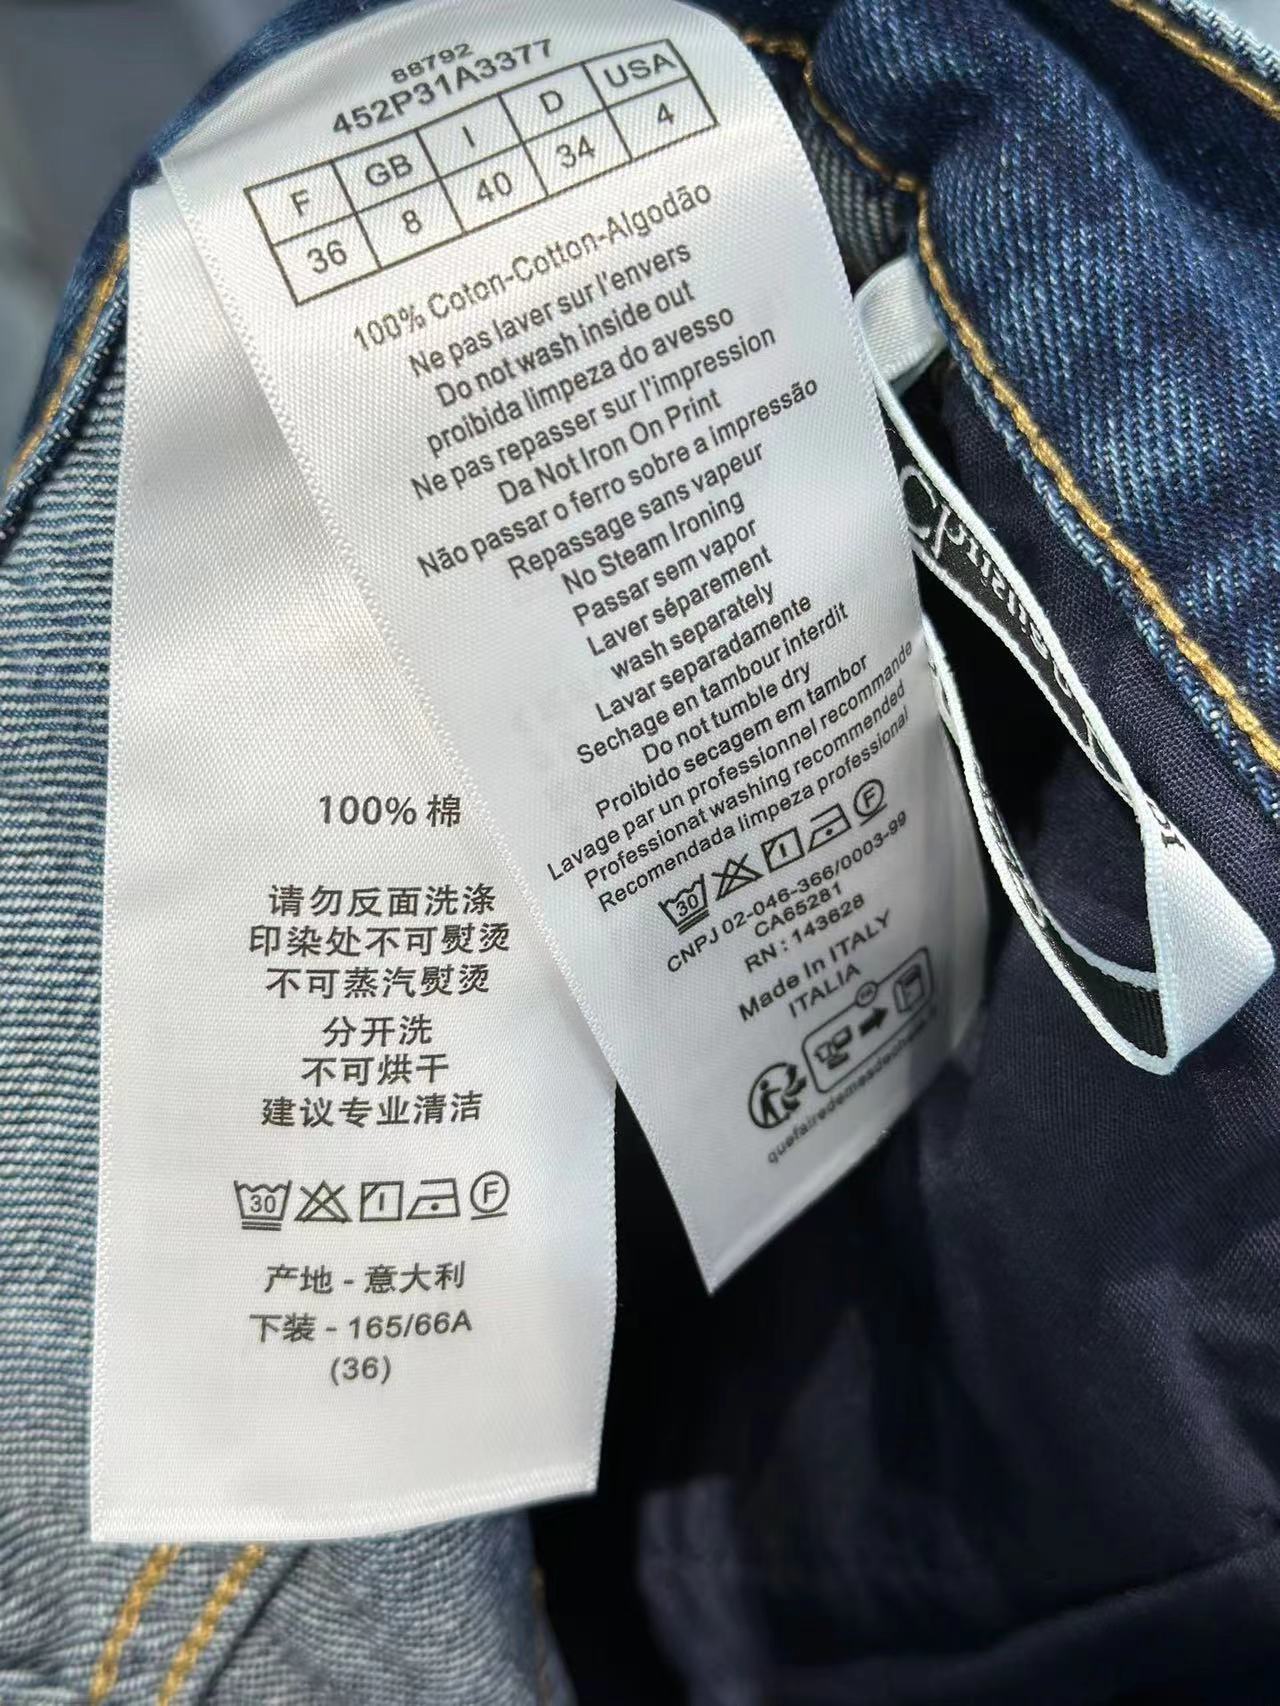 88792
452P31A3377
F GB I D USA
36 8 40 34 4
100% Coton-Cotton-Algodão
Ne pas laver sur l'envers
Do not wash inside out
proibida limpeza do avesso
Ne pas repasser sur l'impression
Da Not Iron On Print
Não passar o ferro sobre a impressão
Repassage sans vapeur
No Steam Ironing
Passar sem vapor
Laver séparement
wash separately
Lavar separadamente
Sechage en tambour interdit
Do not tumble dry
Proibido secagem em tambor
Lavage par un professionnel recommande
Professionat washing recommended
Recomendada limpeza professional
30 F
CNPJ 02-046-366/0003-99
CA65281
RN : 143628
Made In ITALY
ITALIA
100% 棉
请勿反面洗涤
印染处不可熨烫
不可蒸汽熨烫
分开洗
不可烘干
建议专业清洁
30 F
产地 - 意大利
下装 - 165/66A
(36)